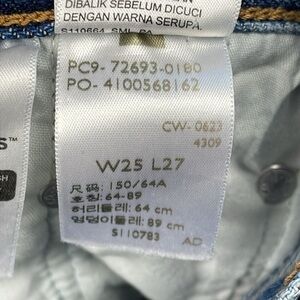 DIBALIK SEBELUM DICUCI
DENGAN WARNA SERUPA.
PC9-72693-0180
PO-4100568162
CW-0623
4309
W25 L27
尺码: 150/64A
호칭: 64-89
허리둘레: 64 cm
엉덩이둘레: 89 cm
S110783
AD